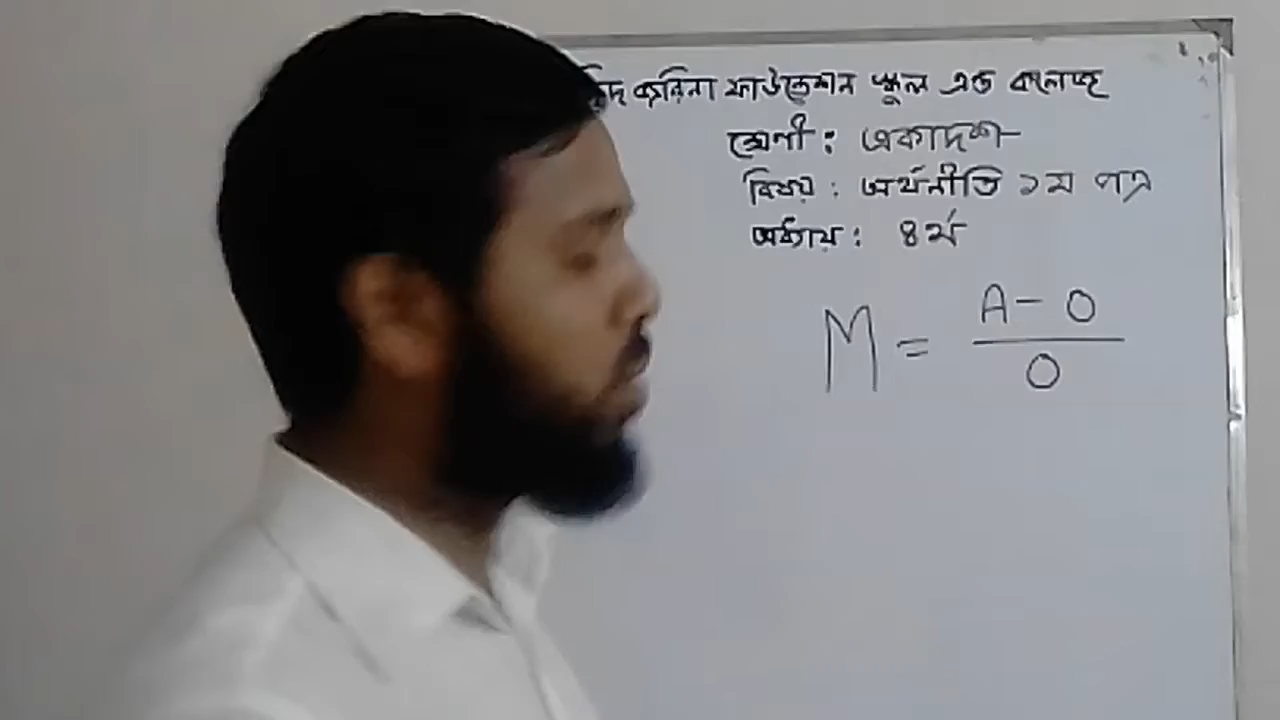 ফাউন্ডেশন স্কুল এন্ড কলেজ
শ্রেণী : একাদশ
বিষয় : অর্থনীতি ১ম পত্র
অধ্যায় : ৪র্থ
M = (A - O) / O